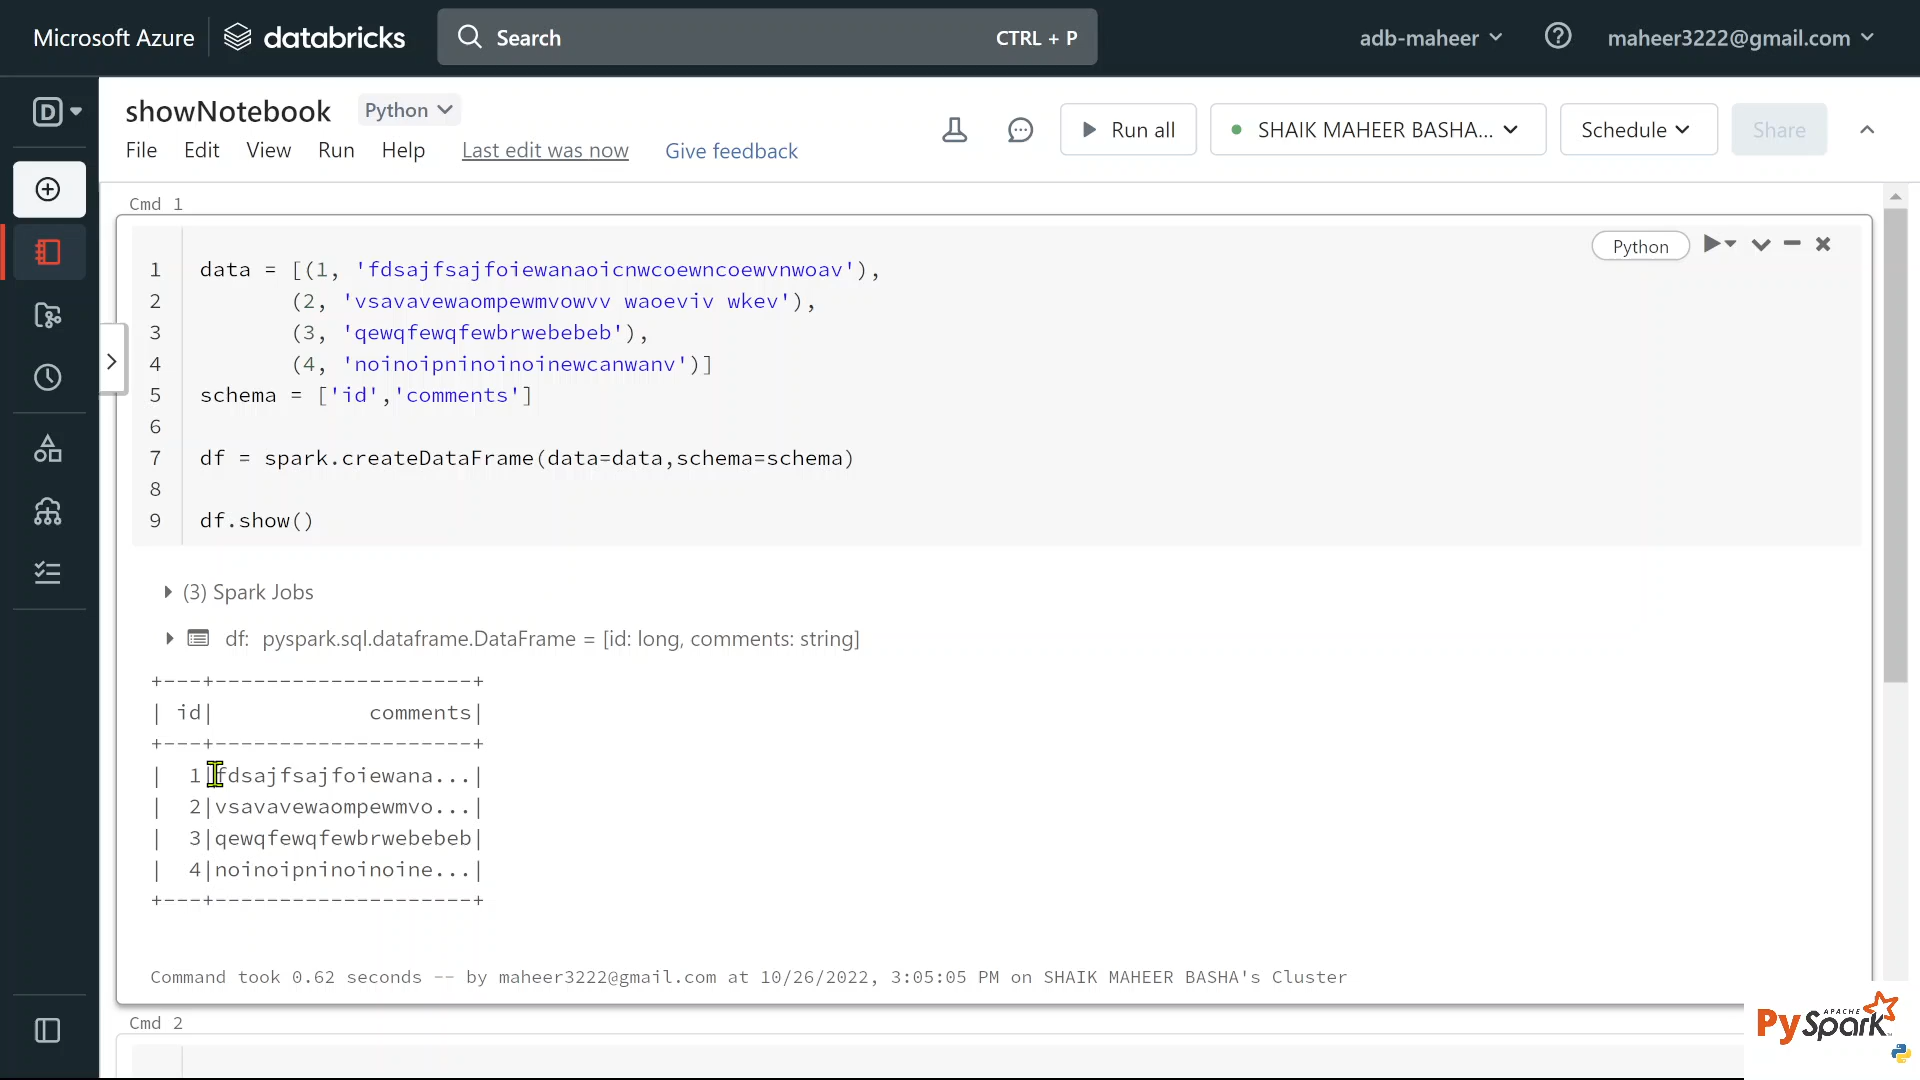 Microsoft Azure databricks Search CTRL + P adb-maheer maheer3222@gmail.com
showNotebook Python
File Edit View Run Help Last edit was now Give feedback
Run all SHAIK MAHEER BASHA... Schedule Share
Cmd 1
Python
1 data = [(1, 'fdsajfsajfoiewanaoicnwcoewncoewvnwoav'),
2 (2, 'vsavavewaompewmvowvv waoeviv wkev'),
3 (3, 'qewqfewqfewbrwebebeb'),
4 (4, 'noinoipninoinoinewcanwanv')]
5 schema = ['id','comments']
6
7 df = spark.createDataFrame(data=data,schema=schema)
8
9 df.show()
(3) Spark Jobs
df: pyspark.sql.dataframe.DataFrame = [id: long, comments: string]
+---+--------------------+
| id|            comments|
+---+--------------------+
|  1|fdsajfsajfoiewana...|
|  2|vsavavewaompewmvo...|
|  3|qewqfewqfewbrwebebeb|
|  4|noinoipninoinoine...|
+---+--------------------+
Command took 0.62 seconds -- by maheer3222@gmail.com at 10/26/2022, 3:05:05 PM on SHAIK MAHEER BASHA's Cluster
Cmd 2
APACHE
PySpark